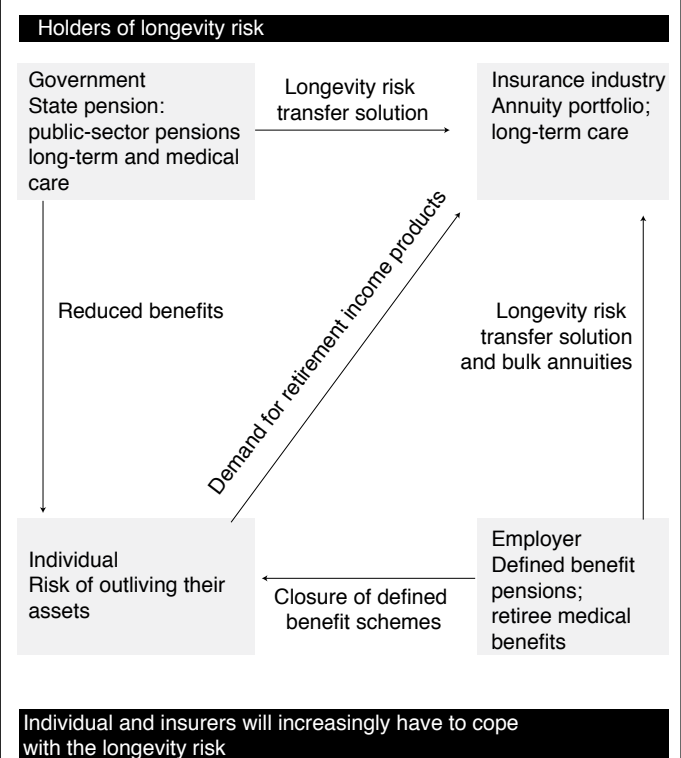 Holders of longevity risk
Government
State pension:
public-sector pensions
long-term and medical
care
Longevity risk
transfer solution
Insurance industry
Annuity portfolio;
long-term care
Reduced benefits
Demand for retirement income products
Longevity risk
transfer solution
and bulk annuities
Individual
Risk of outliving their
assets
Closure of defined
benefit schemes
Employer
Defined benefit
pensions;
retiree medical
benefits
Individual and insurers will increasingly have to cope
with the longevity risk